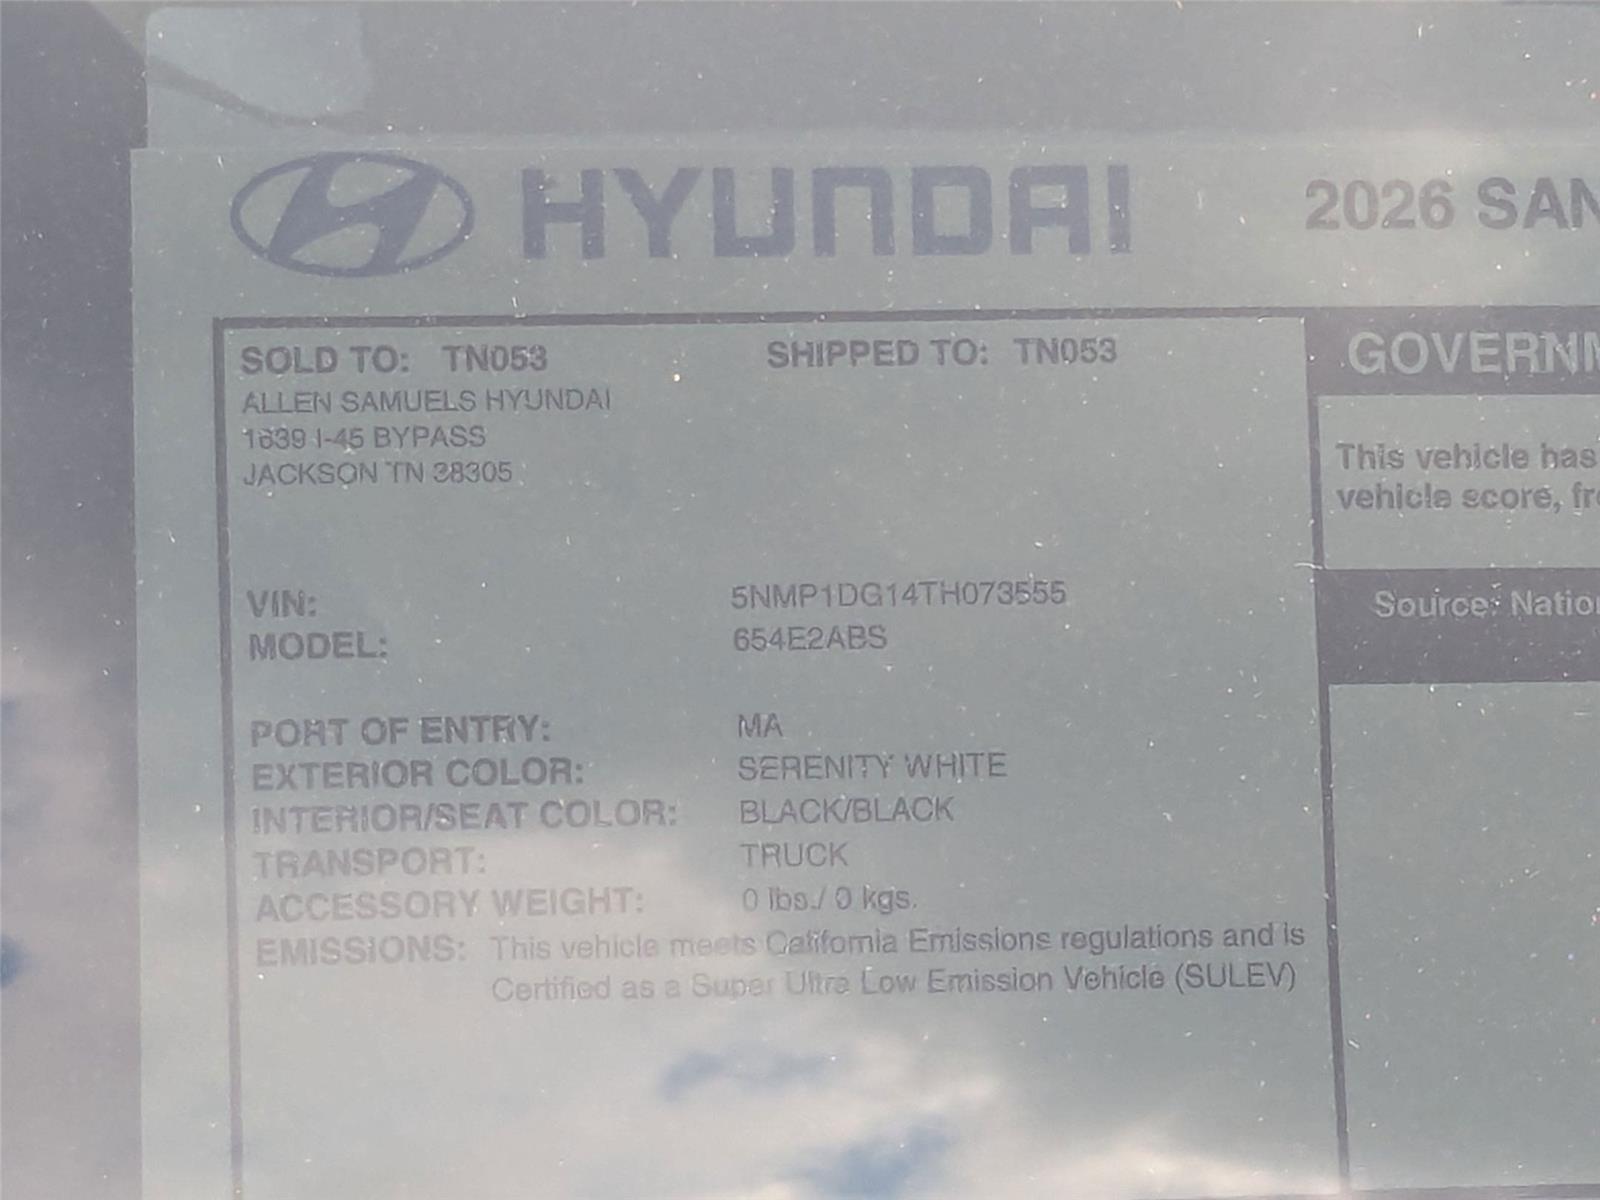 HYUNDAI
2026 SAN
SOLD TO: TN053
SHIPPED TO: TN053
ALLEN SAMUELS HYUNDAI
1639 I-45 BYPASS
JACKSON TN 38305
VIN: 5NMP1DG14TH073555
MODEL: 654E2ABS
PORT OF ENTRY: MA
EXTERIOR COLOR: SERENITY WHITE
INTERIOR/SEAT COLOR: BLACK/BLACK
TRANSPORT: TRUCK
ACCESSORY WEIGHT: 0 lbs./ 0 kgs.
EMISSIONS: This vehicle meets California Emissions regulations and is
Certified as a Super Ultra Low Emission Vehicle (SULEV)
GOVERNM
This vehicle has
vehicle score, fr
Source: Nation